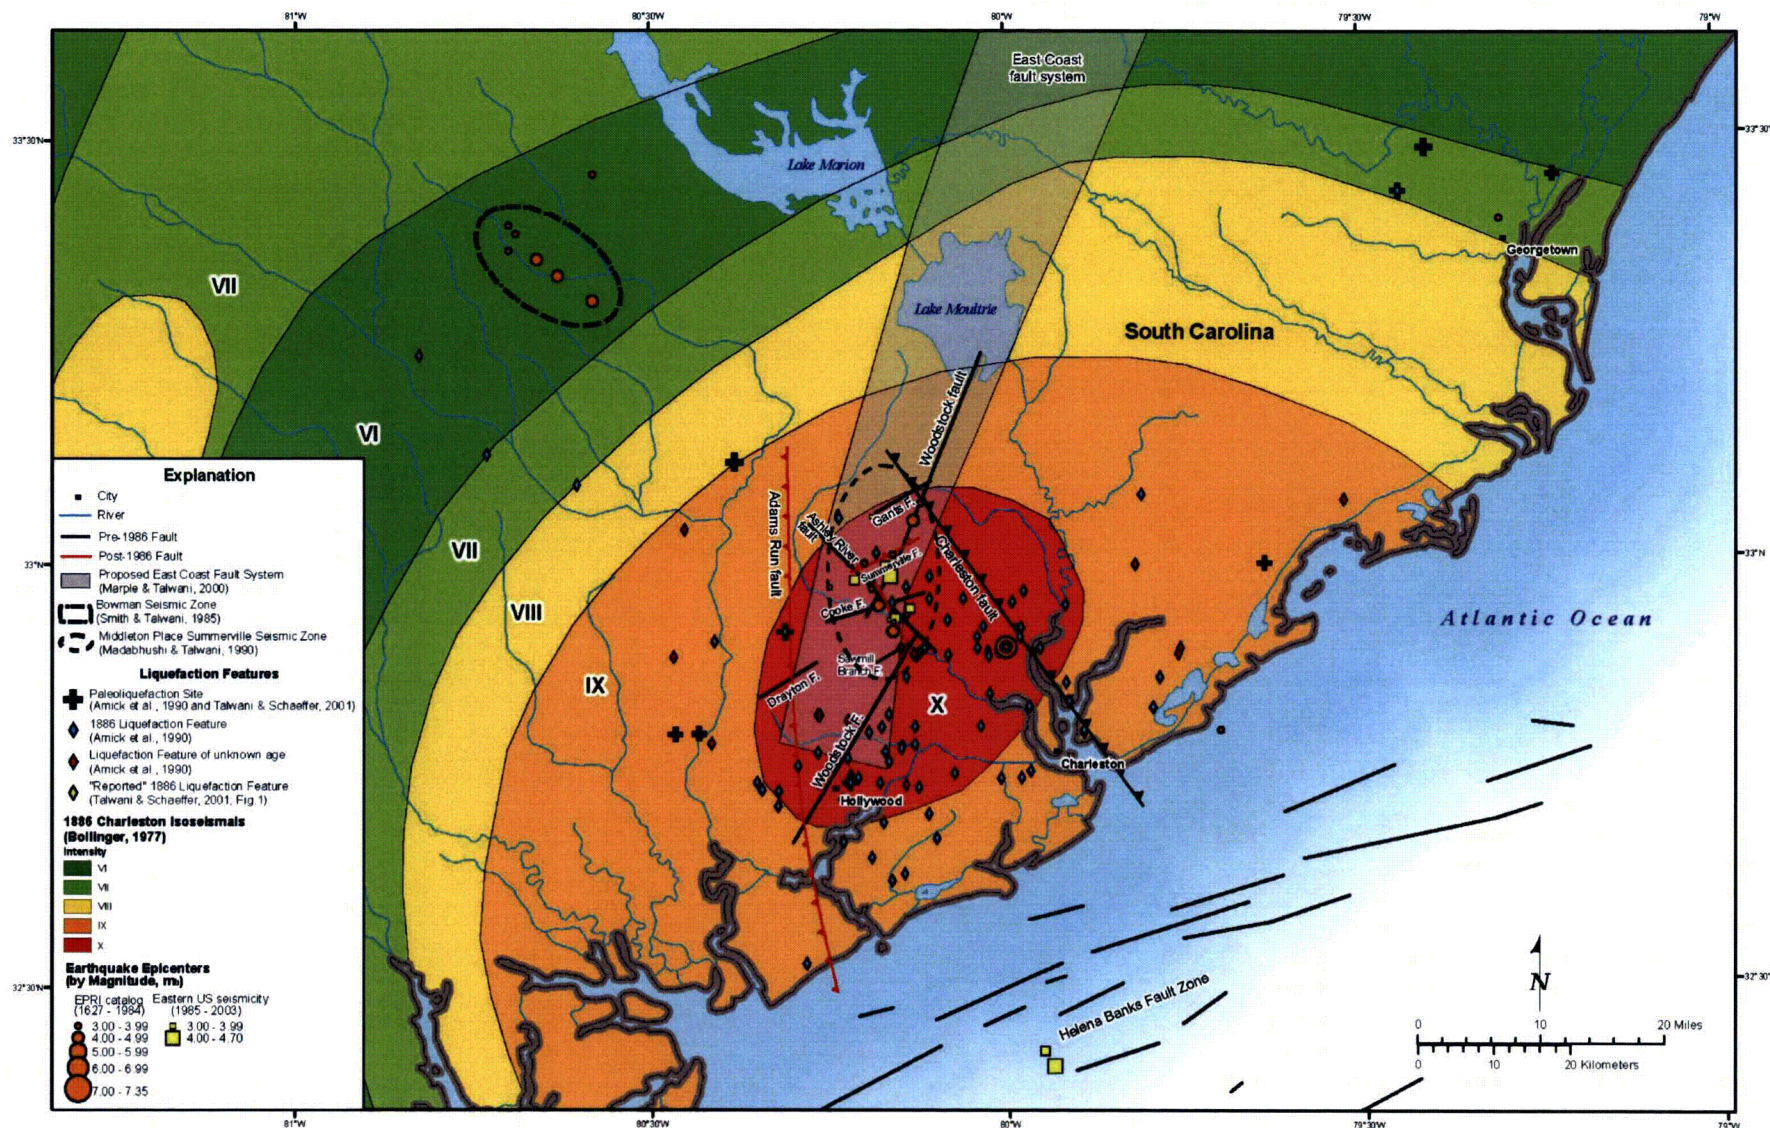 81°W
80°30'W
80°W
79°30'W
79°W
East Coast
fault system
33°30'N
33°30'
Lake Marion
Georgetown
VII
Lake Moultrie
South Carolina
VI
Woodstock fault
VII
Adams Run fault
Ashley River
fault
Gants F.
Charleston fault
Summerville F.
33°N
33°N
VIII
Cooke F.
Atlantic Ocean
Sawmill
Branch F.
IX
Drayton F.
X
Woodstock F.
Charleston
Hollywood
Helena Banks Fault Zone
32°30'N
32°30'
N
0
10
20 Miles
0
10
20 Kilometers
Explanation
City
River
Pre-1986 Fault
Post-1986 Fault
Proposed East Coast Fault System
(Marple & Talwani, 2000)
Bowman Seismic Zone
(Smith & Talwani, 1985)
Middleton Place Summerville Seismic Zone
(Madabhushi & Talwani, 1990)
Liquefaction Features
Paleoliquefaction Site
(Amick et al., 1990 and Talwani & Schaeffer, 2001)
1886 Liquefaction Feature
(Amick et al., 1990)
Liquefaction Feature of unknown age
(Amick et al., 1990)
"Reported" 1886 Liquefaction Feature
(Talwani & Schaeffer, 2001, Fig.1)
1886 Charleston Isoseismals
(Bollinger, 1977)
Intensity
VI
VII
VIII
IX
X
Earthquake Epicenters
(by Magnitude, mb)
EPRI catalog
(1627 - 1984)
3.00 - 3.99
4.00 - 4.99
5.00 - 5.99
6.00 - 6.99
7.00 - 7.35
Eastern US seismicity
(1985 - 2003)
3.00 - 3.99
4.00 - 4.70
81°W
80°30'W
80°W
79°30'W
79°W